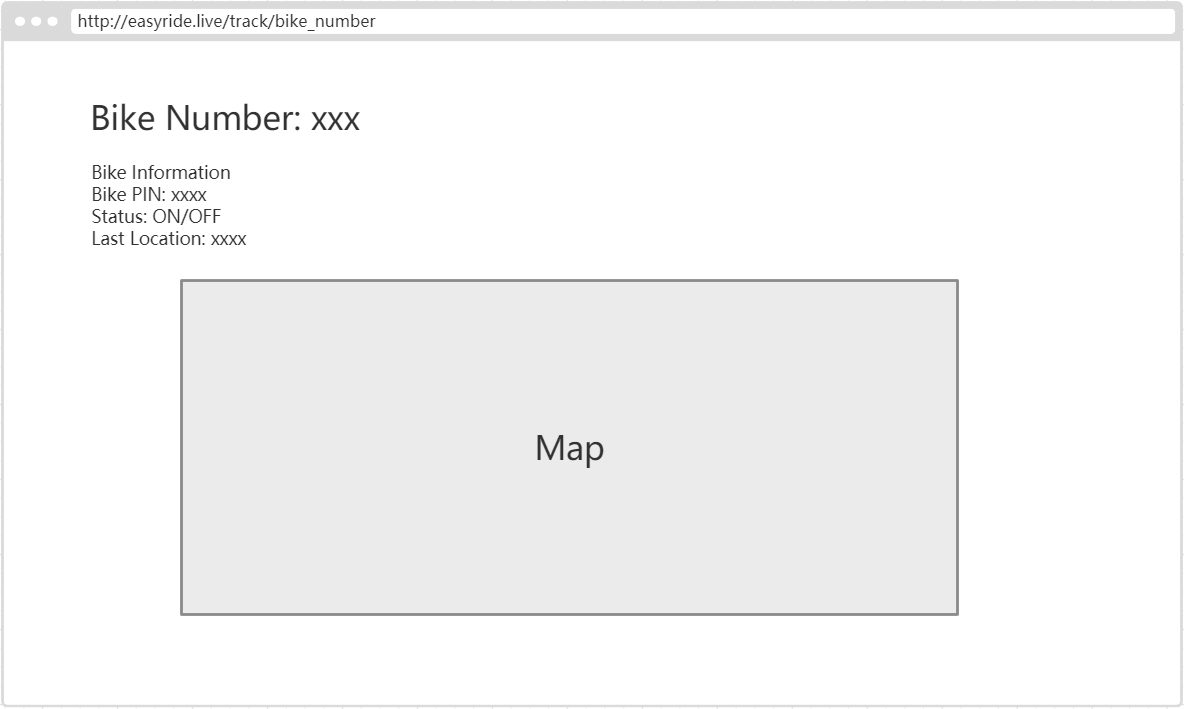 http://easyride.live/track/bike_number
Bike Number: xxx
Bike Information
Bike PIN: xxxx
Status: ON/OFF
Last Location: xxxx
Map